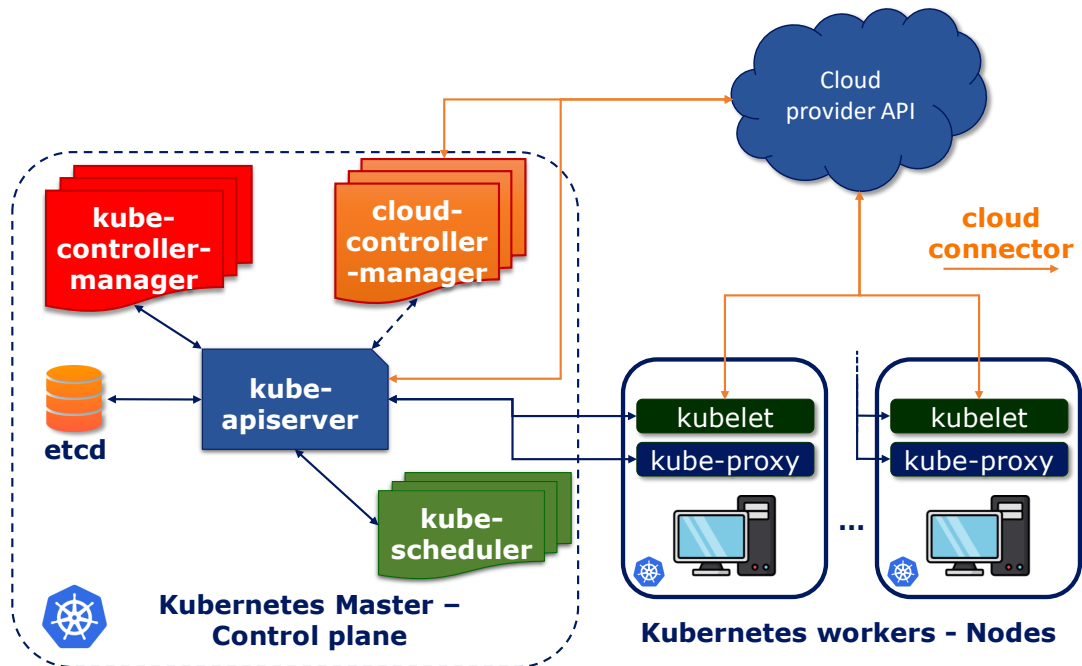 Cloud
provider API
kube-
controller-
manager
cloud-
controller
-manager
cloud
connector
kube-
apiserver
etcd
kubelet
kube-proxy
kubelet
kube-proxy
...
kube-
scheduler
Kubernetes Master –
Control plane
Kubernetes workers - Nodes